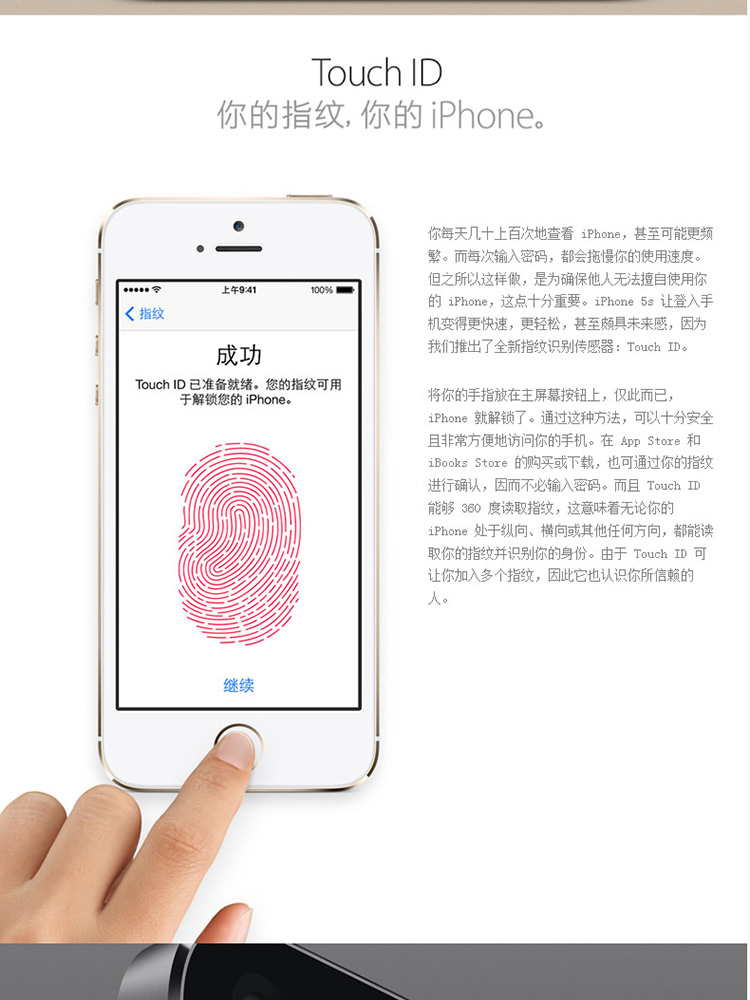 Touch ID
你的指纹, 你的 iPhone。
上午9:41
100%
指纹
成功
Touch ID 已准备就绪。您的指纹可用
于解锁您的 iPhone。
继续
你每天几十上百次地查看 iPhone，甚至可能更频
繁。而每次输入密码，都会拖慢你的使用速度。
但之所以这样做，是为确保他人无法擅自使用你
的 iPhone，这点十分重要。iPhone 5s 让登入手
机变得更快速，更轻松，甚至颇具未来感，因为
我们推出了全新指纹识别传感器：Touch ID。
将你的手指放在主屏幕按钮上，仅此而已，
iPhone 就解锁了。通过这种方法，可以十分安全
且非常方便地访问你的手机。在 App Store 和
iBooks Store 的购买或下载，也可通过你的指纹
进行确认，因而不必输入密码。而且 Touch ID
能够 360 度读取指纹，这意味着无论你的
iPhone 处于纵向、横向或其他任何方向，都能读
取你的指纹并识别你的身份。由于 Touch ID 可
让你加入多个指纹，因此它也认识你所信赖的
人。